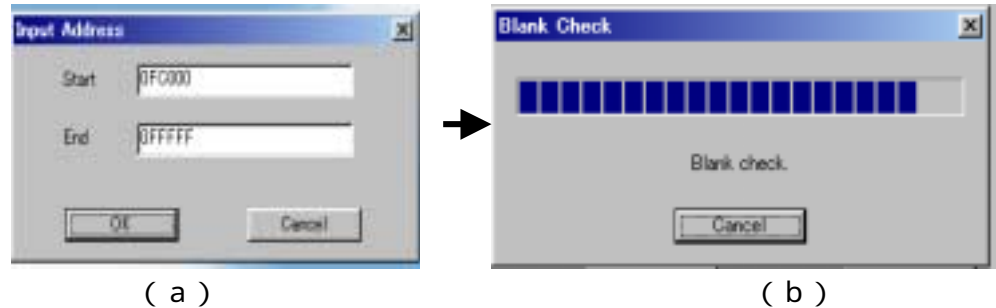 Input Address
Start 0FC000
End 0FFFFF
OK Cancel
(a)
Blank Check
Blank check.
Cancel
(b)